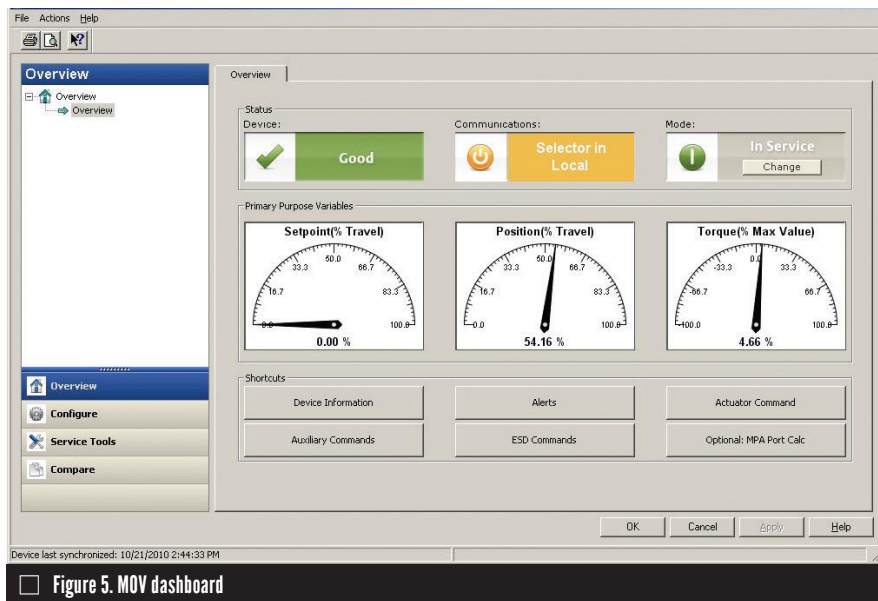 File Actions Help
Overview
Overview
Overview
Overview
Configure
Service Tools
Compare
Overview
Status
Device:
Good
Communications:
Selector in
Local
Mode:
In Service
Change
Primary Purpose Variables
Setpoint(% Travel)
0.0
16.7
33.3
50.0
66.7
83.3
100.0
0.00 %
Position(% Travel)
0.0
16.7
33.3
50.0
66.7
83.3
100.0
54.16 %
Torque(% Max Value)
-100.0
-66.7
-33.3
0.0
33.3
66.7
100.0
4.66 %
Shortcuts
Device Information
Alerts
Actuator Command
Auxiliary Commands
ESD Commands
Optional: MPA Port Calc
OK
Cancel
Apply
Help
Device last synchronized: 10/21/2010 2:44:33 PM
Figure 5. MOV dashboard